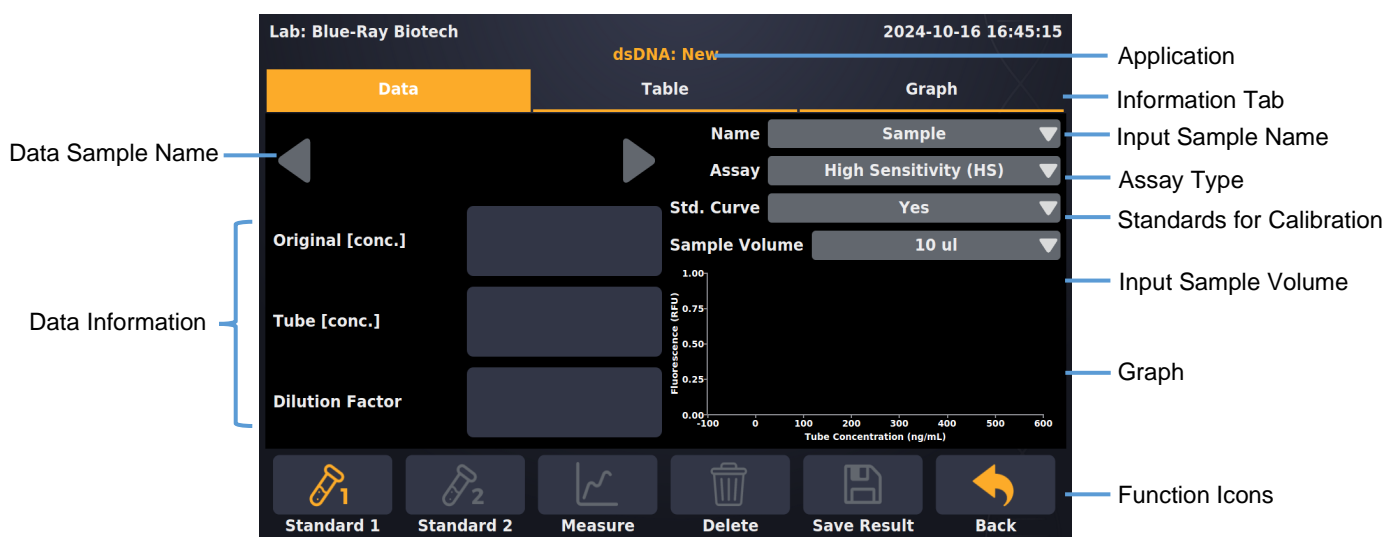 Lab: Blue-Ray Biotech 2024-10-16 16:45:15
dsDNA: New
Application
Data Table Graph
Information Tab
Name Sample
Input Sample Name
Data Sample Name
Assay High Sensitivity (HS)
Assay Type
Std. Curve Yes
Standards for Calibration
Original [conc.]
Sample Volume 10 ul
Input Sample Volume
Data Information
Tube [conc.]
Dilution Factor
1.00
0.75
0.50
0.25
0.00
Fluorescence (RFU)
-100 0 100 200 300 400 500 600
Tube Concentration (ng/mL)
Graph
1 2
Standard 1 Standard 2 Measure Delete Save Result Back
Function Icons